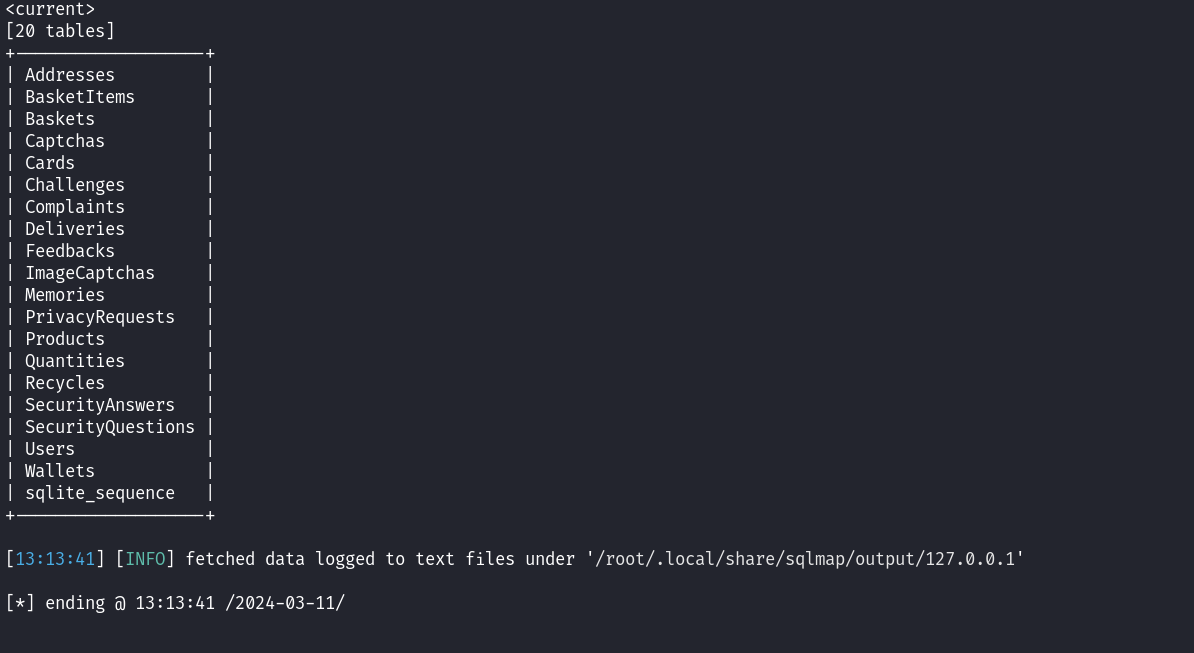 <current>
[20 tables]
+-------------------+
| Addresses         |
| BasketItems       |
| Baskets           |
| Captchas          |
| Cards             |
| Challenges        |
| Complaints        |
| Deliveries        |
| Feedbacks         |
| ImageCaptchas     |
| Memories          |
| PrivacyRequests   |
| Products          |
| Quantities        |
| Recycles          |
| SecurityAnswers   |
| SecurityQuestions |
| Users             |
| Wallets           |
| sqlite_sequence   |
+-------------------+
[13:13:41] [INFO] fetched data logged to text files under '/root/.local/share/sqlmap/output/127.0.0.1'
[*] ending @ 13:13:41 /2024-03-11/